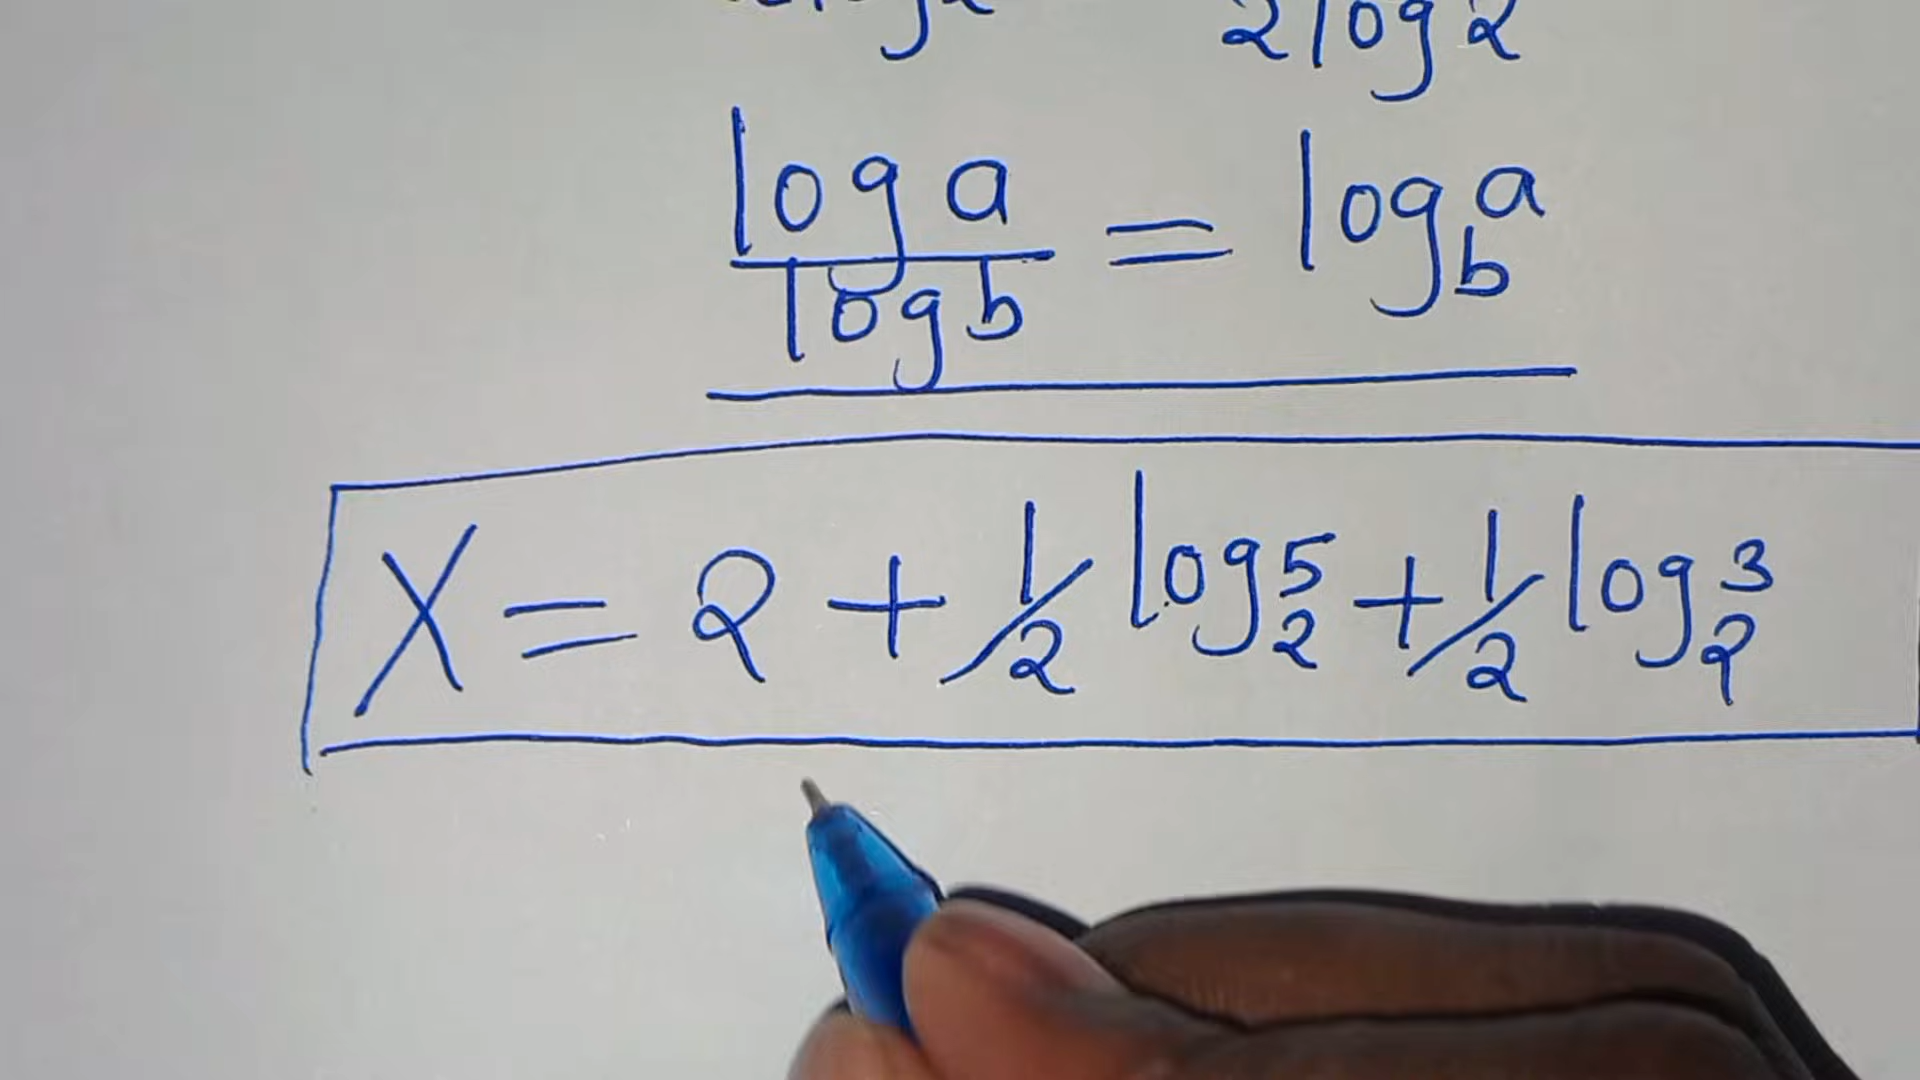 2log2
log a / log b = log_b a
X = 2 + 1/2 log_2 5 + 1/2 log_2 3